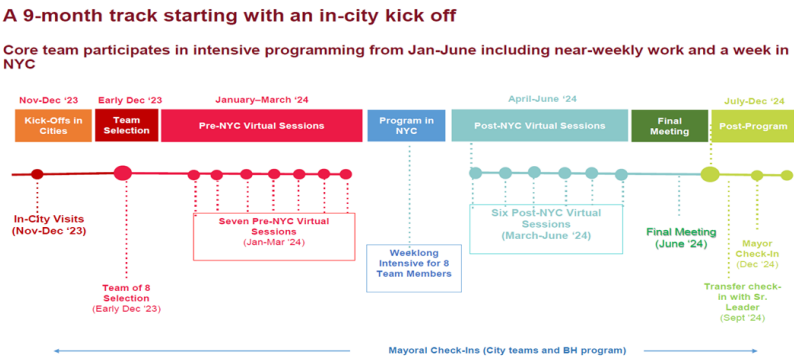 A 9-month track starting with an in-city kick off
Core team participates in intensive programming from Jan-June including near-weekly work and a week in
NYC
Nov-Dec ‘23
Early Dec ‘23
January–March ‘24
April-June ‘24
July-Dec ‘24
Kick-Offs in
Cities
Team
Selection
Pre-NYC Virtual Sessions
Program in
NYC
Post-NYC Virtual Sessions
Final
Meeting
Post-Program
In-City Visits
(Nov-Dec ‘23)
Team of 8
Selection
(Early Dec ‘23)
Seven Pre-NYC Virtual
Sessions
(Jan-Mar ‘24)
Weeklong
Intensive for 8
Team Members
Six Post-NYC Virtual
Sessions
(March-June ‘24)
Final Meeting
(June ‘24)
Mayor
Check-In
(Dec ‘24)
Transfer check-
in with Sr.
Leader
(Sept ‘24)
Mayoral Check-Ins (City teams and BH program)